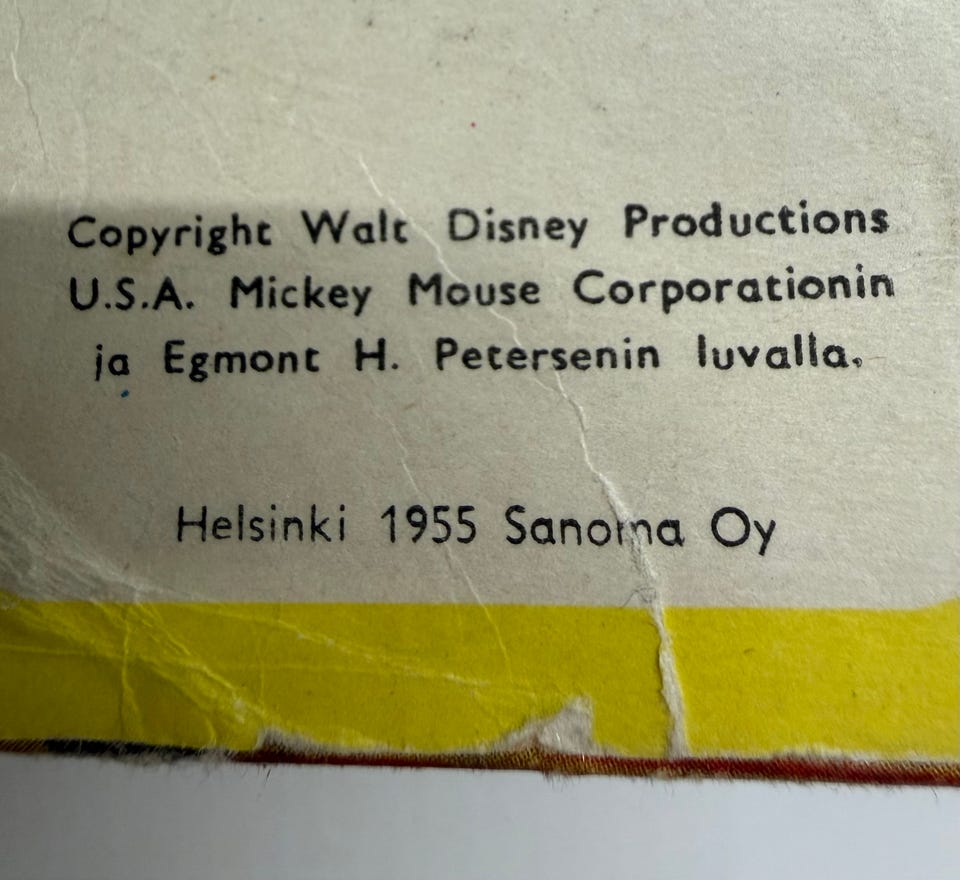 Copyright Walt Disney Productions
U.S.A. Mickey Mouse Corporationin
ja Egmont H. Petersenin luvalla.
Helsinki 1955 Sanoma Oy